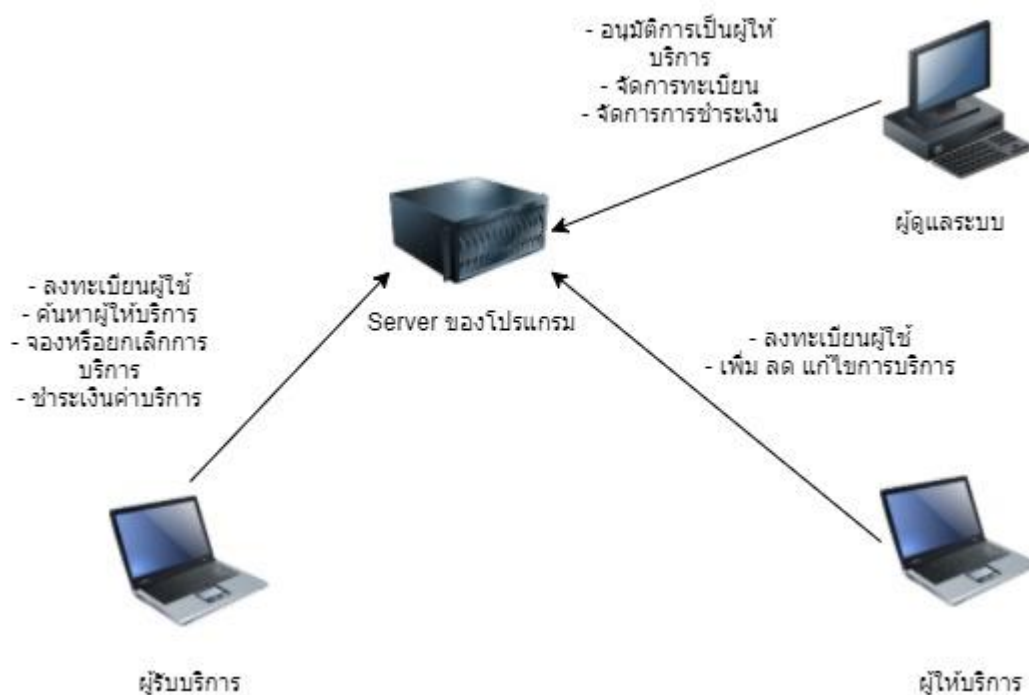 - อนุมัติการเป็นผู้ให้
บริการ
- จัดการทะเบียน
- จัดการการชำระเงิน
ผู้ดูแลระบบ
- ลงทะเบียนผู้ใช้
- ค้นหาผู้ให้บริการ
- จองหรือยกเลิกการ
บริการ
- ชำระเงินค่าบริการ
Server ของโปรแกรม
- ลงทะเบียนผู้ใช้
- เพิ่ม ลด แก้ไขการบริการ
ผู้รับบริการ
ผู้ให้บริการ